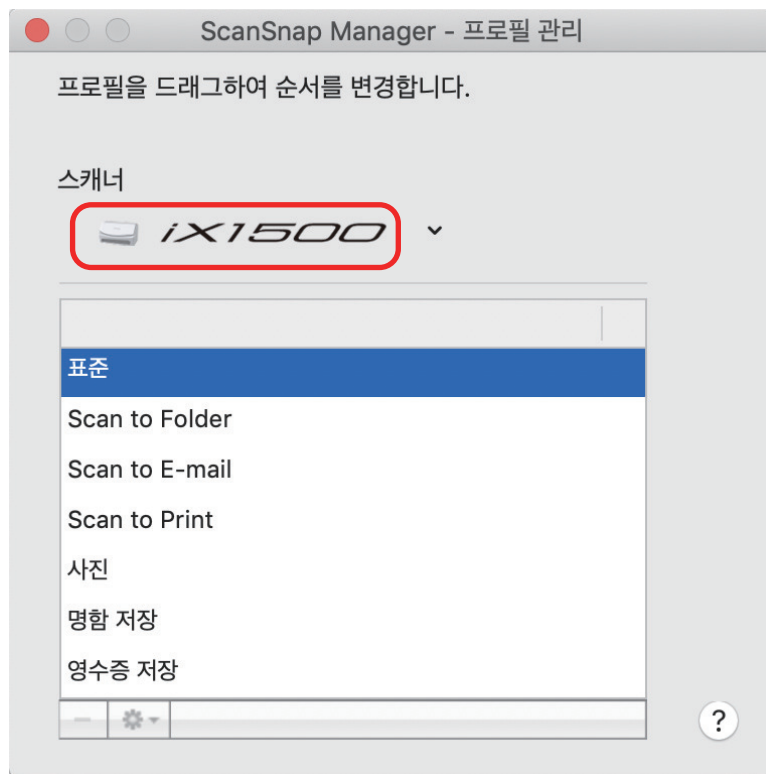 ScanSnap Manager - 프로필 관리
프로필을 드래그하여 순서를 변경합니다.
스캐너
iX1500
표준
Scan to Folder
Scan to E-mail
Scan to Print
사진
명함 저장
영수증 저장
?